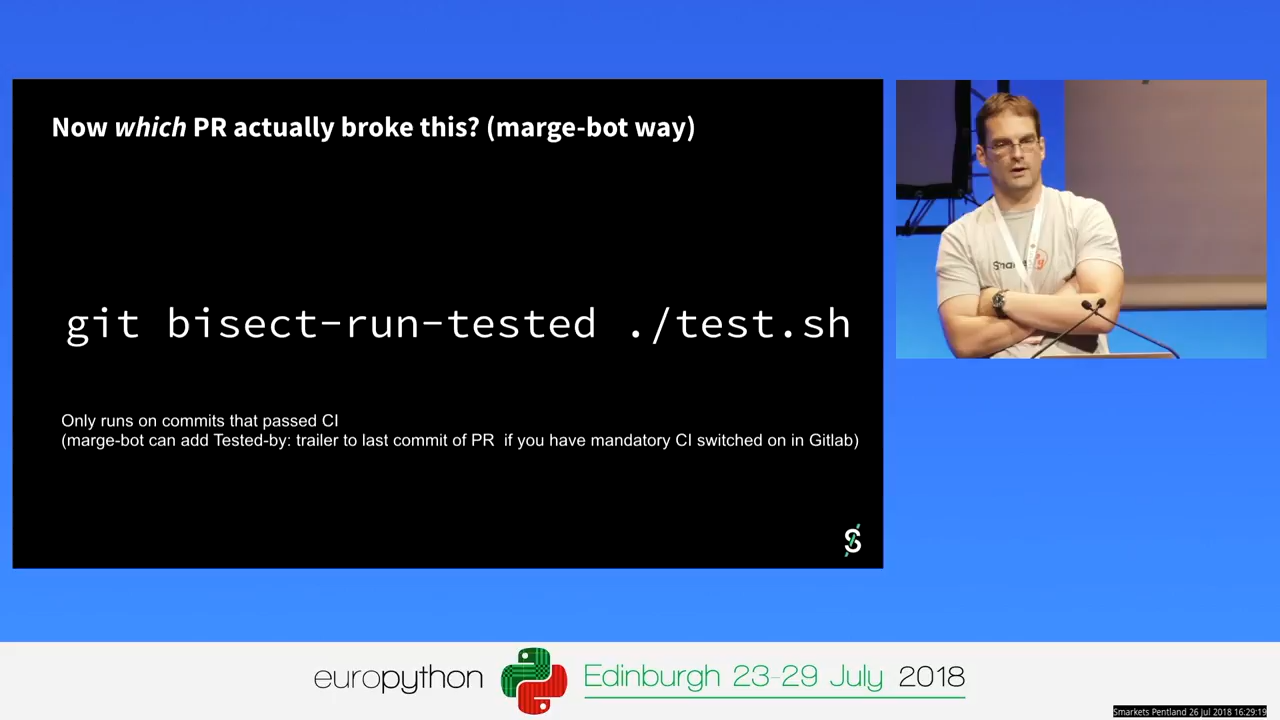 Now which PR actually broke this? (marge-bot way)
git bisect-run-tested ./test.sh
Only runs on commits that passed CI
(marge-bot can add Tested-by: trailer to last commit of PR if you have mandatory CI switched on in Gitlab)
S
europython Edinburgh 23-29 July 2018
Smarkets Pentland 26 Jul 2018 16:29:19